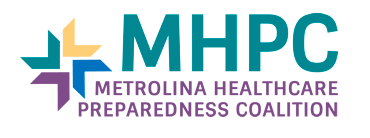 MHPC
METROLINA HEALTHCARE
PREPAREDNESS COALITION